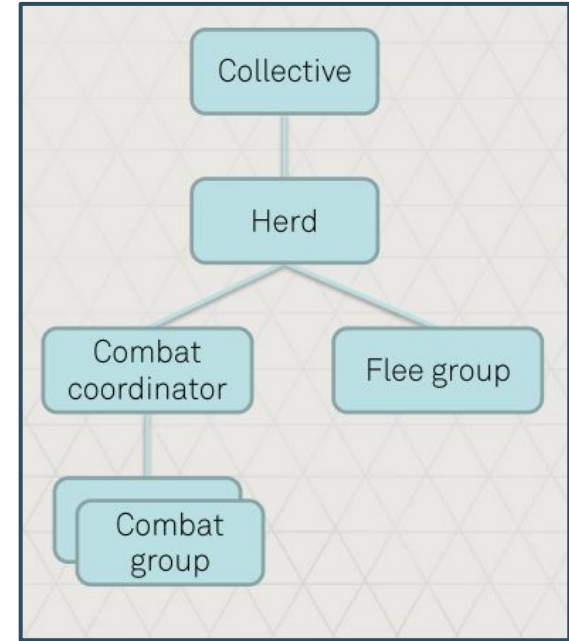 Collective
Herd
Combat
coordinator
Flee group
Combat
group